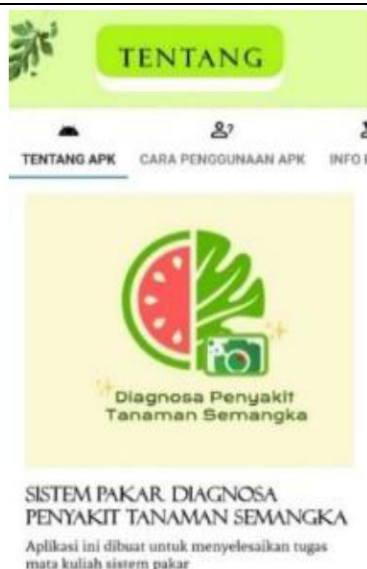 TENTANG
TENTANG APK CARA PENGGUNAAN APK INFO
Diagnosa Penyakit
Tanaman Semangka
SISTEM PAKAR DIAGNOSA
PENYAKIT TANAMAN SEMANGKA
Aplikasi ini dibuat untuk menyelesaikan tugas
mata kuliah sistem pakar